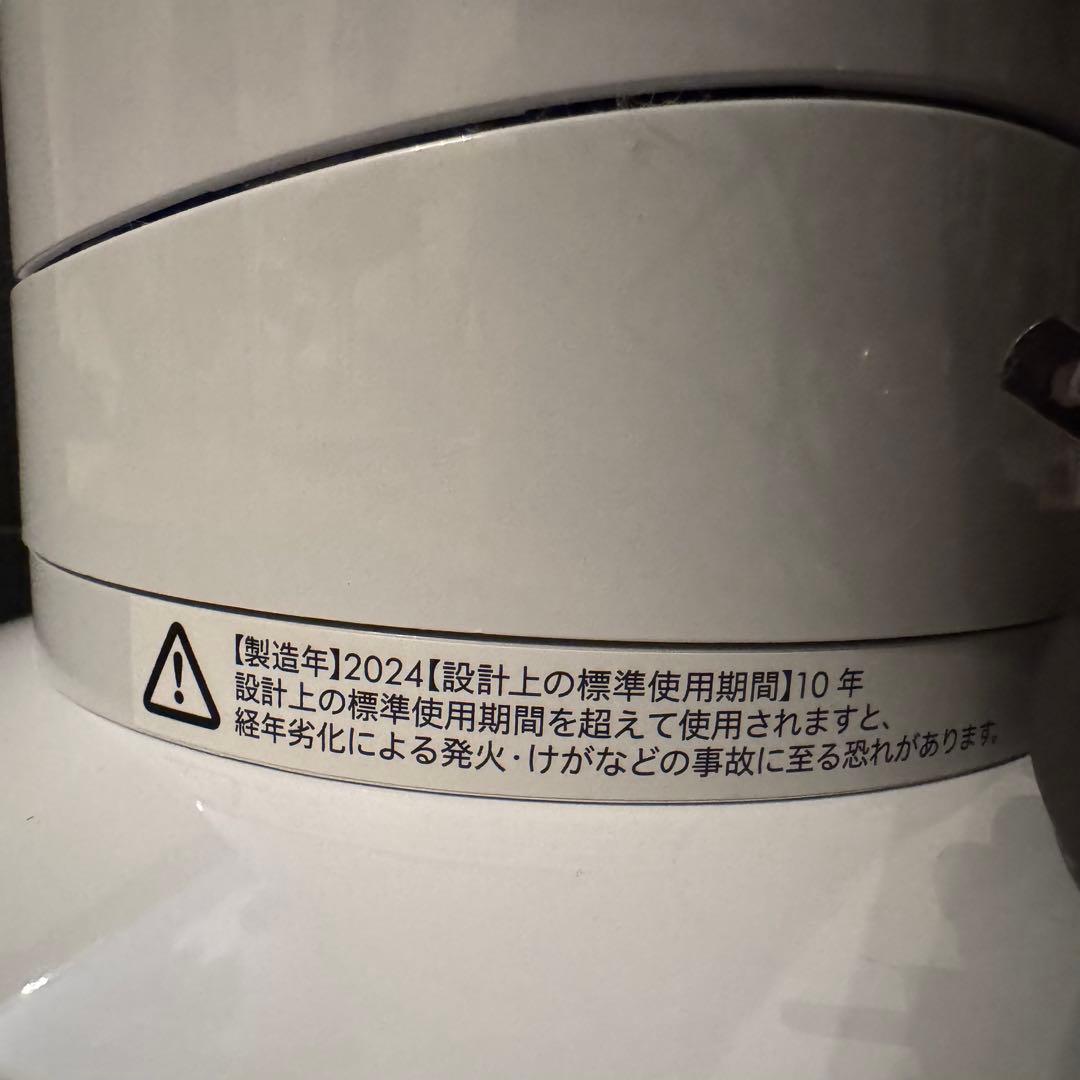 【製造年】2024【設計上の標準使用期間】10年
設計上の標準使用期間を超えて使用されますと、
経年劣化による発火・けがなどの事故に至る恐れがあります。